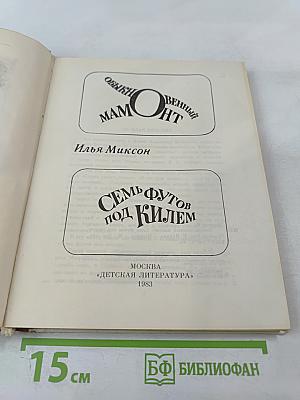 ОБЫКНОВЕННЫЙ
МАМОНТ
Илья Миксон
СЕМЬ ФУТОВ
ПОД КИЛЕМ
МОСКВА
«ДЕТСКАЯ ЛИТЕРАТУРА»
1983
15 см
БФ БИБЛИОФАН